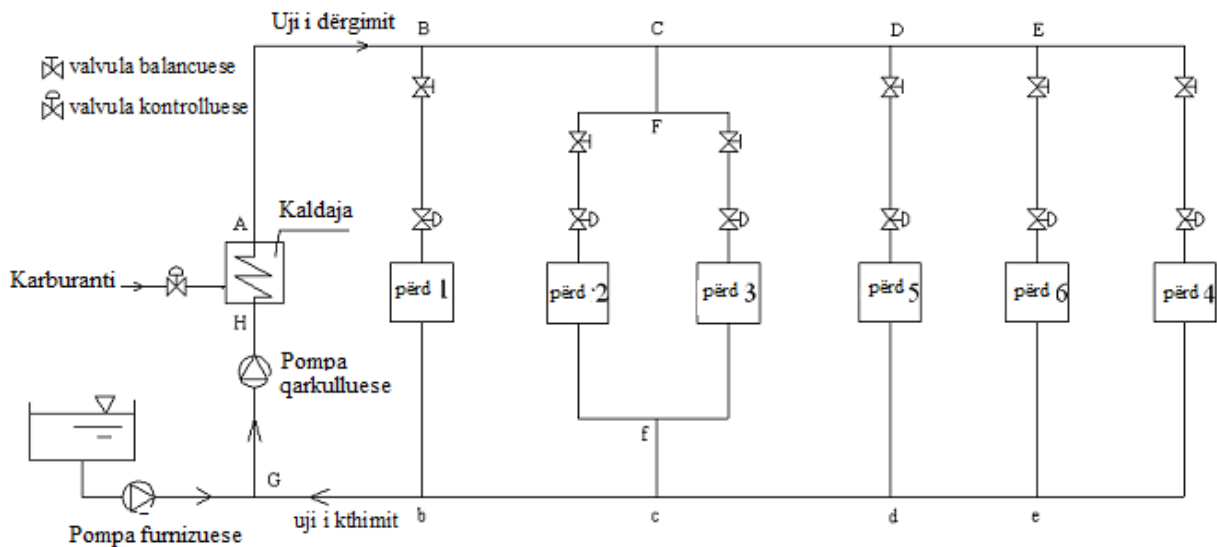 Uji i dërgimit
B
C
D
E
valvula balancuese
valvula kontrolluese
F
A
Kaldaja
Karburanti
përd 1
përd 2
përd 3
përd 5
përd 6
përd 4
H
Pompa
qarkulluese
f
G
Pompa furnizuese
uji i kthimit
b
c
d
e